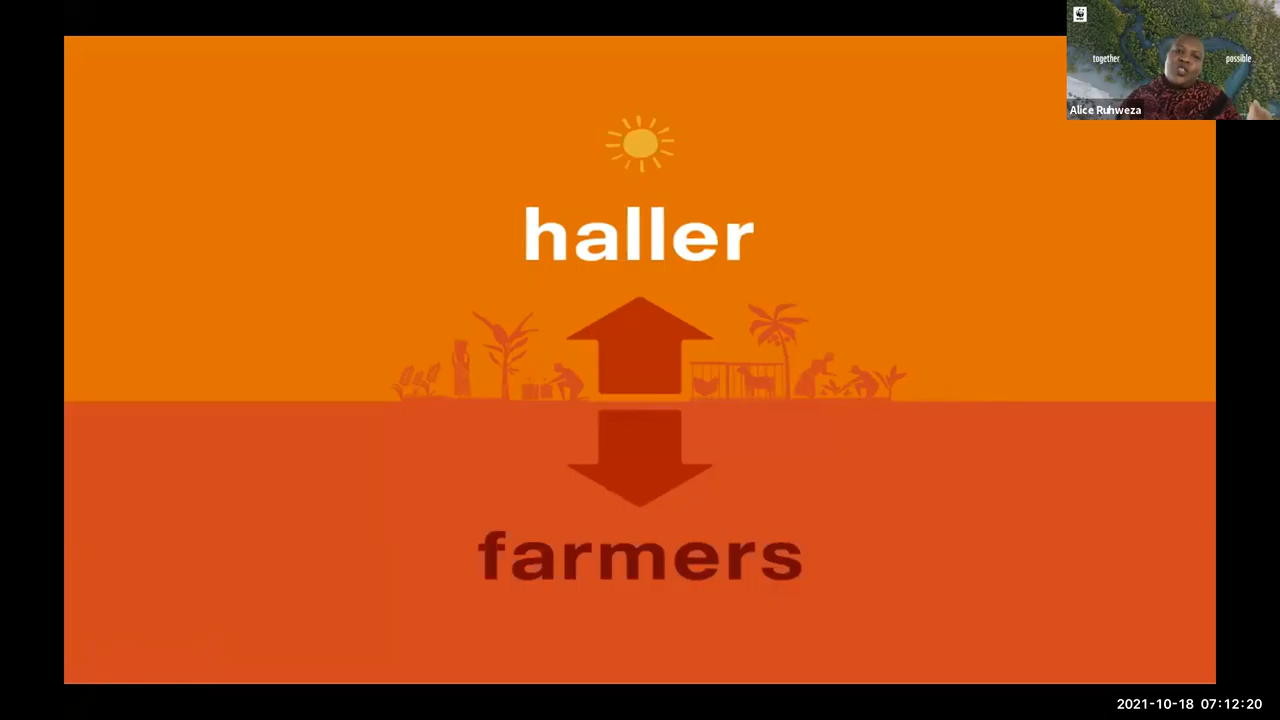 together
possible
Alice Ruhweza
haller
farmers
2021-10-18 07:12:20